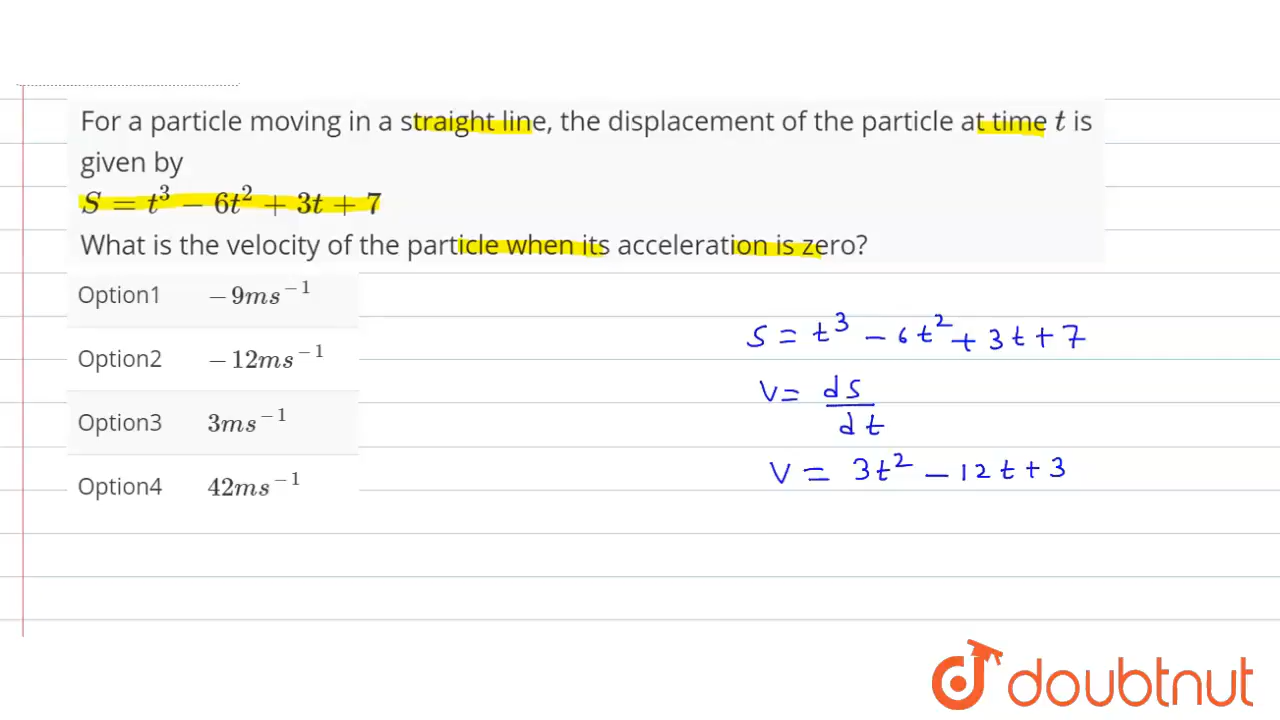 For a particle moving in a straight line, the displacement of the particle at time t is
given by
S = t³ − 6t² + 3t + 7
What is the velocity of the particle when its acceleration is zero?
Option1 −9ms⁻¹
Option2 −12ms⁻¹
Option3 3ms⁻¹
Option4 42ms⁻¹
S = t³ − 6t² + 3t + 7
V = dS/dt
V = 3t² − 12t + 3
doubtnut